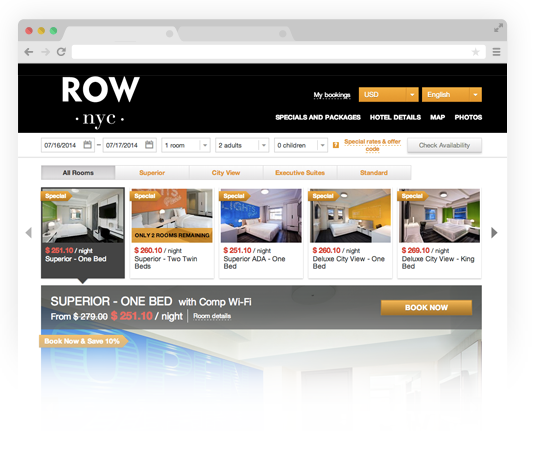 ROW
· nyc ·
My bookings
USD
English
SPECIALS AND PACKAGES HOTEL DETAILS MAP PHOTOS
07/16/2014 – 07/17/2014 1 room 2 adults 0 children ? Special rates & offer code Check Availability
All Rooms Superior City View Executive Suites Standard
Special
$ 251.10 / night
Superior - One Bed
Special
ONLY 2 ROOMS REMAINING
$ 260.10 / night
Superior - Two Twin
Beds
Special
$ 251.10 / night
Superior ADA - One
Bed
Special
$ 260.10 / night
Deluxe City View - One
Bed
Special
$ 269.10 / night
Deluxe City View - King
Bed
SUPERIOR - ONE BED with Comp Wi-Fi
From $ 279.00 $ 251.10 / night Room details
BOOK NOW
Book Now & Save 10%